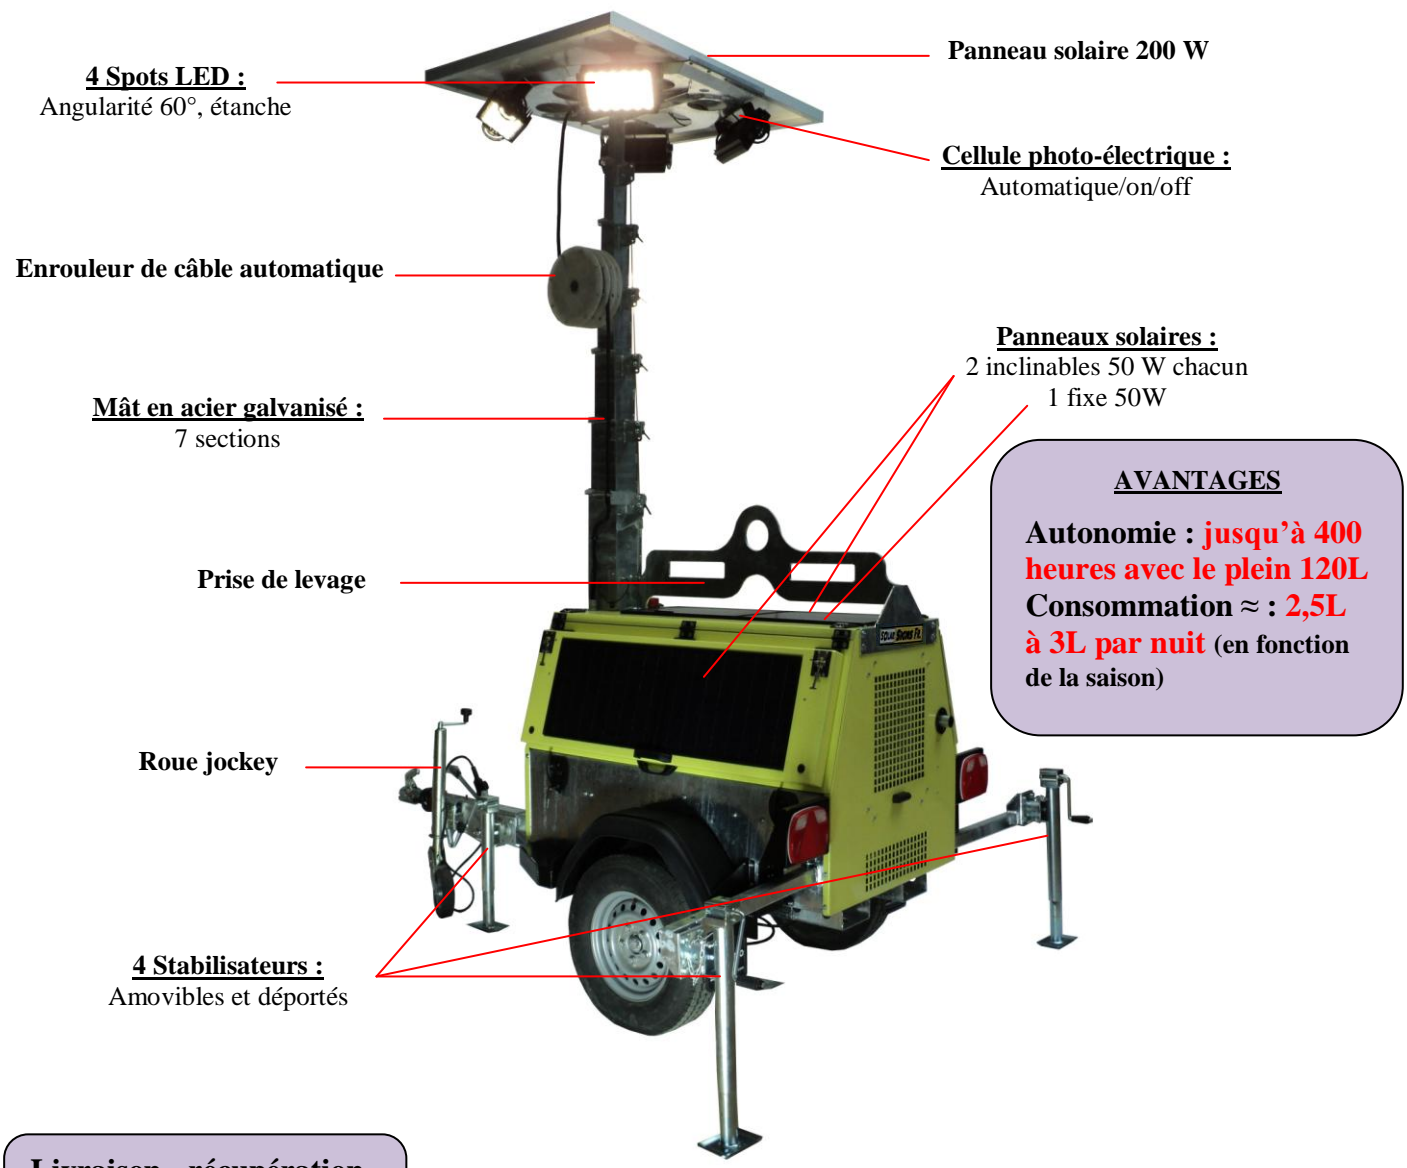 Panneau solaire 200 W
4 Spots LED :
Angularité 60°, étanche
Cellule photo-électrique :
Automatique/on/off
Enrouleur de câble automatique
Panneaux solaires :
2 inclinables 50 W chacun
1 fixe 50W
Mât en acier galvanisé :
7 sections
AVANTAGES
Autonomie : jusqu’à 400
heures avec le plein 120L
Consommation ≈ : 2,5L
à 3L par nuit (en fonction
de la saison)
Prise de levage
SOLAR
Roue jockey
4 Stabilisateurs :
Amovibles et déportés
Livraison - récupération